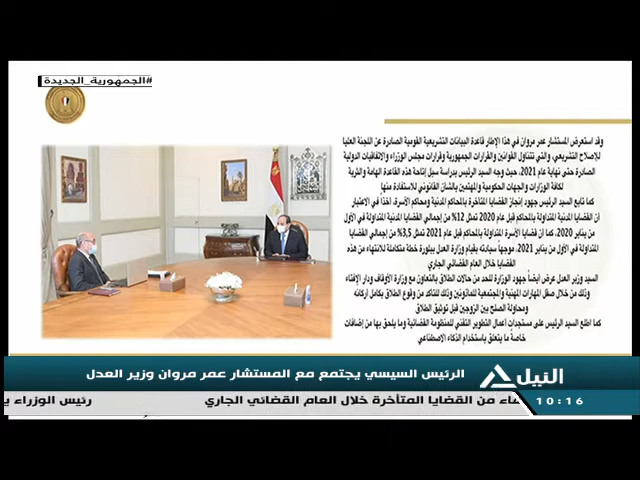 #الجمهورية_الجديدة
وقد استعرض المستشار عمر مروان في هذا الإطار قاعدة البيانات التشريعية القومية الصادرة عن اللجنة العليا
للإصلاح التشريعي، والتي تتناول القوانين والقرارات الجمهورية وقرارات مجلس الوزراء والاتفاقيات الدولية
الصادرة حتى نهاية عام 2021، حيث وجه السيد الرئيس بدراسة سبل إتاحة هذه القاعدة الهامة والثرية
لكافة الوزارات والجهات الحكومية والمهتمين بالشأن القانوني للاستفادة منها
كما تابع السيد الرئيس جهود إنجاز القضايا المتأخرة بالمحاكم المدنية ومحاكم الأسرة، أخذا في الاعتبار
أن القضايا المدنية المتداولة بالمحاكم قبل عام 2020 تمثل 12% من إجمالي القضايا المدنية المتداولة في الأول
من يناير 2020، كما أن قضايا الأسرة المتداولة بالمحاكم قبل عام 2021 تمثل 3,5% من إجمالي القضايا
المتداولة في الأول من يناير 2021، موجهاً سيادته بقيام وزارة العدل ببلورة خطة متكاملة للانتهاء من هذه
القضايا خلال العام القضائي الجاري
السيد وزير العدل عرض أيضاً جهود الوزارة للحد من حالات الطلاق بالتعاون مع وزارة الأوقاف ودار الإفتاء
وذلك من خلال صقل المهارات المهنية والمجتمعية للمأذونين وذلك للتأكد من وقوع الطلاق بكامل أركانه
ومحاولة الصلح بين الزوجين قبل توثيق الطلاق
كما اطلع السيد الرئيس على مستجدات أعمال التطوير التقني للمنظومة القضائية وما يلحق بها من إضافات
خاصة ما يتعلق باستخدام الذكاء الاصطناعي
النيل
الرئيس السيسي يجتمع مع المستشار عمر مروان وزير العدل
10:16
هاء من القضايا المتأخرة خلال العام القضائي الجاري
رئيس الوزراء ي